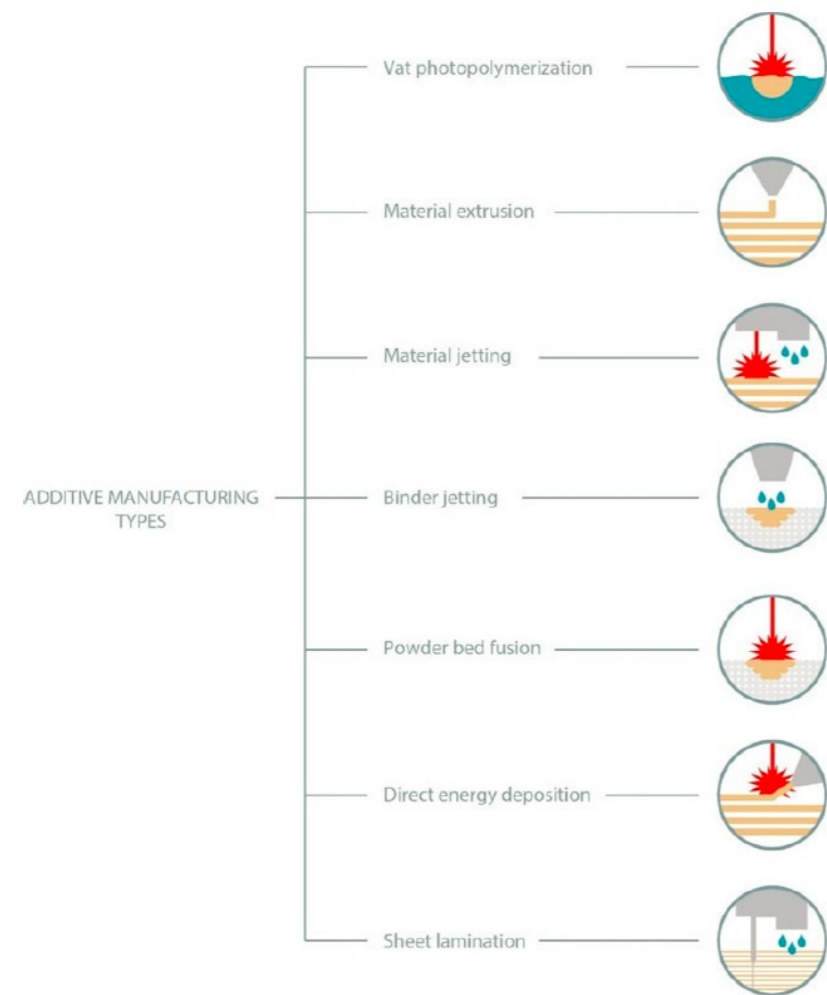 Vat photopolymerization
Material extrusion
Material jetting
ADDITIVE MANUFACTURING
TYPES
Binder jetting
Powder bed fusion
Direct energy deposition
Sheet lamination